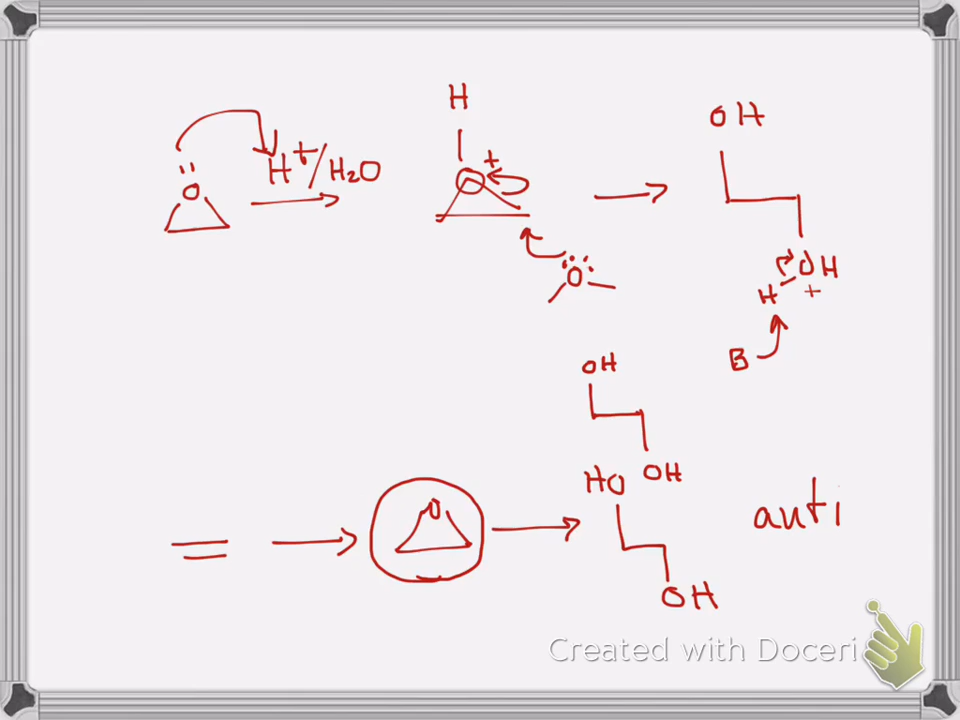 H
OH
O H+/H2O
+
O
OH
H
+
B
OH
OH
HO
O
anti
OH
Created with Doceri